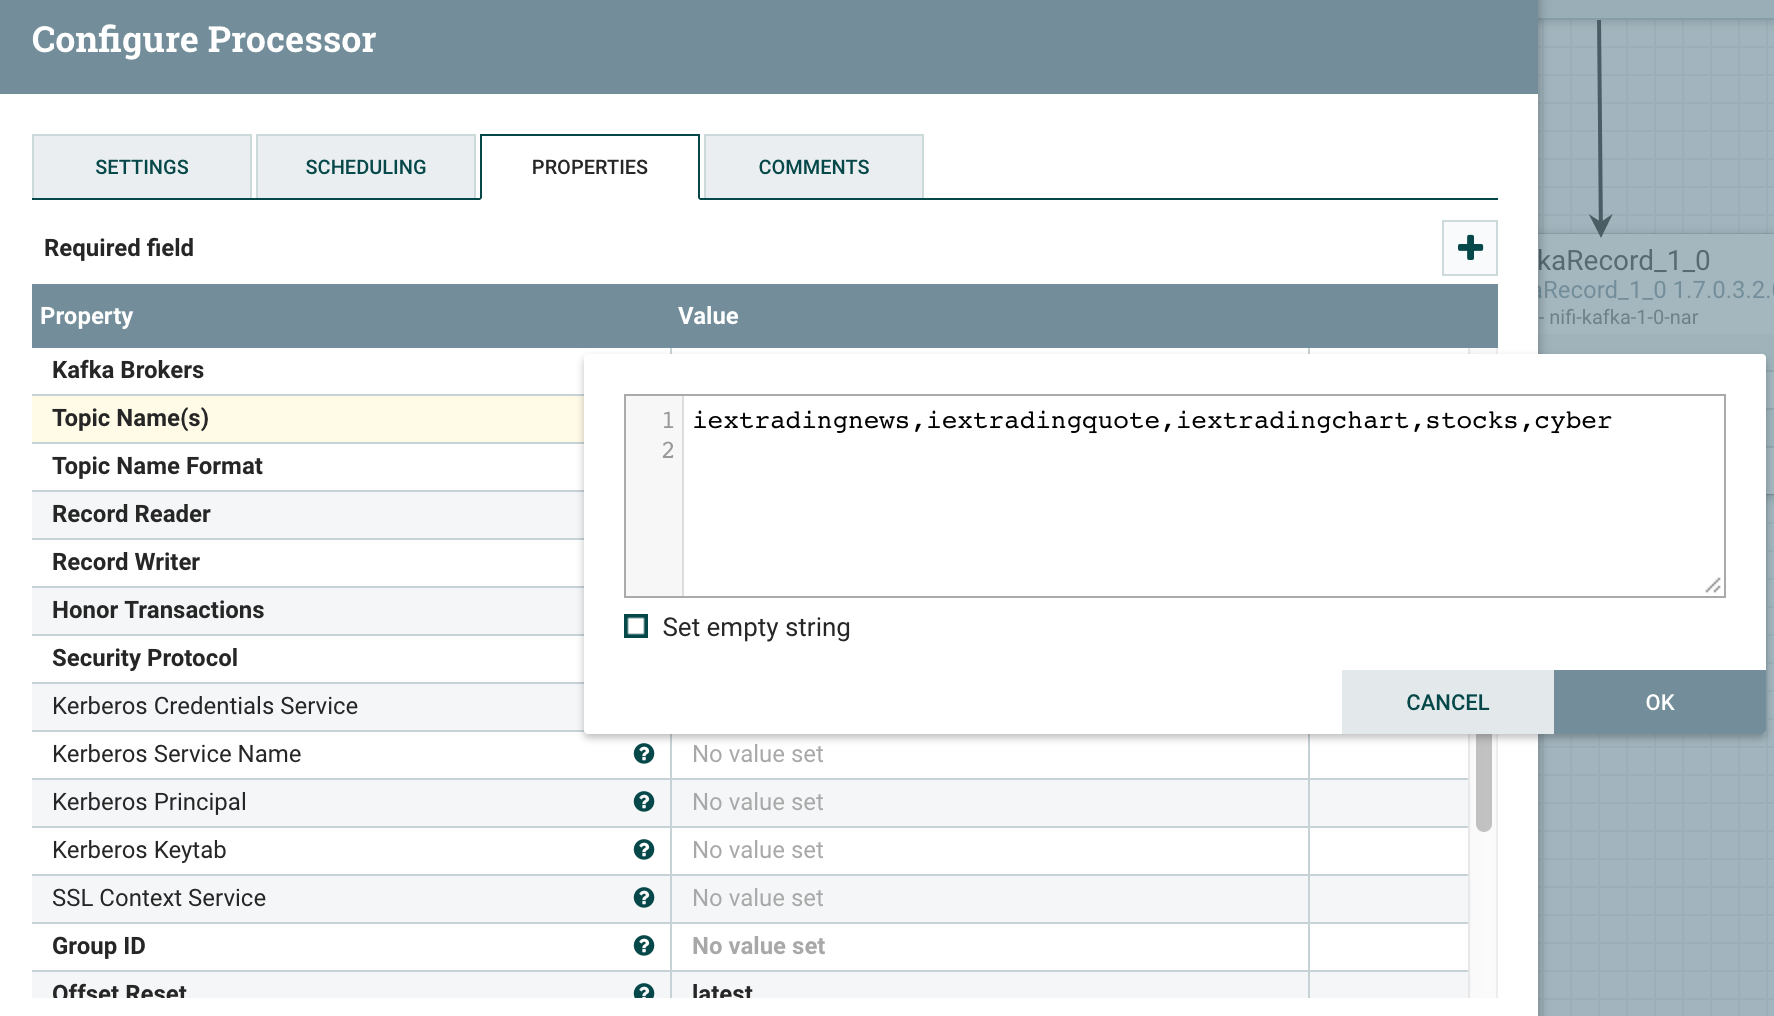 Configure Processor
SETTINGS
SCHEDULING
PROPERTIES
COMMENTS
Required field
Property
Value
Kafka Brokers
Topic Name(s)
Topic Name Format
Record Reader
Record Writer
Honor Transactions
Security Protocol
Kerberos Credentials Service
1 iextradingnews,iextradingquote,iextradingchart,stocks,cyber
2
Set empty string
CANCEL
OK
Kerberos Service Name ? No value set
Kerberos Principal ? No value set
Kerberos Keytab ? No value set
SSL Context Service ? No value set
Group ID ? No value set
Offset Reset ? latest
kaRecord_1_0
aRecord_1_0 1.7.0.3.2.
- nifi-kafka-1-0-nar